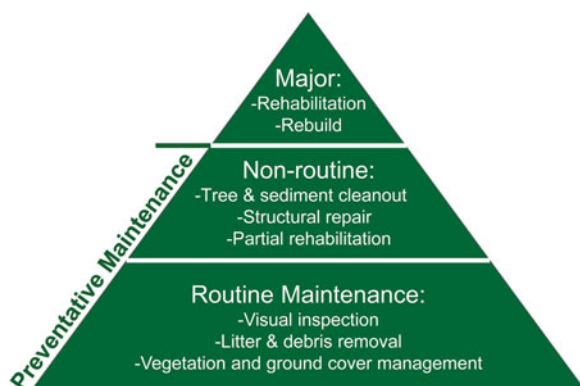 Major:
-Rehabilitation
-Rebuild
Non-routine:
-Tree & sediment cleanout
-Structural repair
-Partial rehabilitation
Routine Maintenance:
-Visual inspection
-Litter & debris removal
-Vegetation and ground cover management
Preventative Maintenance